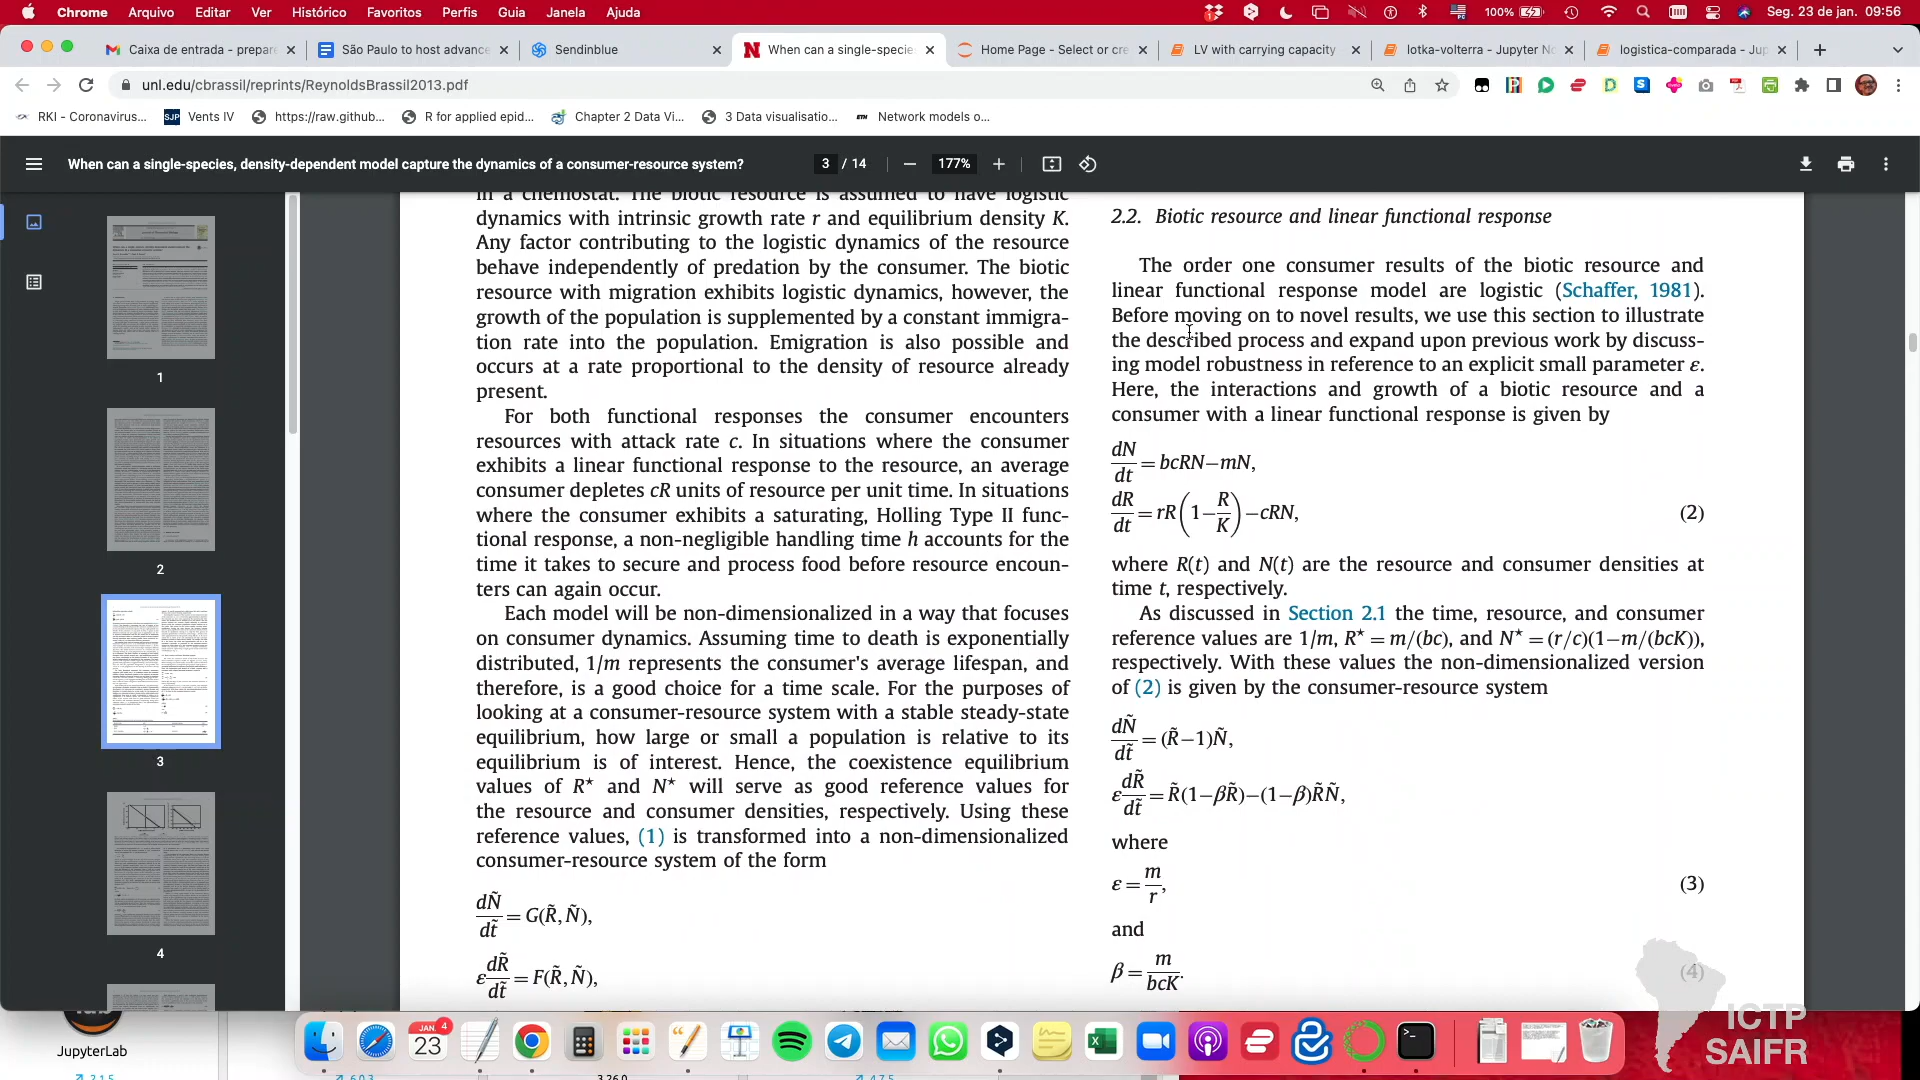 Chrome Arquivo Editar Ver Histórico Favoritos Perfis Guia Janela Ajuda 100% Seg. 23 de jan. 09:56
Caixa de entrada - prepare São Paulo to host advance Sendinblue When can a single-specie Home Page - Select or cre LV with carrying capacity lotka-volterra - Jupyter No logistica-comparada - Jup
unl.edu/cbrassil/reprints/ReynoldsBrassil2013.pdf
RKI - Coronavirus... SJP Vents IV https://raw.github... R for applied epid... Chapter 2 Data Vi... 3 Data visualisatio... ETH Network models o...
When can a single-species, density-dependent model capture the dynamics of a consumer-resource system? 3 / 14 177%
1
2
3
4
in a chemostat. The biotic resource is assumed to have logistic
dynamics with intrinsic growth rate r and equilibrium density K.
Any factor contributing to the logistic dynamics of the resource
behave independently of predation by the consumer. The biotic
resource with migration exhibits logistic dynamics, however, the
growth of the population is supplemented by a constant immigra-
tion rate into the population. Emigration is also possible and
occurs at a rate proportional to the density of resource already
present.
For both functional responses the consumer encounters
resources with attack rate c. In situations where the consumer
exhibits a linear functional response to the resource, an average
consumer depletes cR units of resource per unit time. In situations
where the consumer exhibits a saturating, Holling Type II func-
tional response, a non-negligible handling time h accounts for the
time it takes to secure and process food before resource encoun-
ters can again occur.
Each model will be non-dimensionalized in a way that focuses
on consumer dynamics. Assuming time to death is exponentially
distributed, 1/m represents the consumer's average lifespan, and
therefore, is a good choice for a time scale. For the purposes of
looking at a consumer-resource system with a stable steady-state
equilibrium, how large or small a population is relative to its
equilibrium is of interest. Hence, the coexistence equilibrium
values of R* and N* will serve as good reference values for
the resource and consumer densities, respectively. Using these
reference values, (1) is transformed into a non-dimensionalized
consumer-resource system of the form
dÑ/dt̃ = G(R̃, Ñ),
ε dR̃/dt̃ = F(R̃, Ñ),
2.2. Biotic resource and linear functional response
The order one consumer results of the biotic resource and
linear functional response model are logistic (Schaffer, 1981).
Before moving on to novel results, we use this section to illustrate
the described process and expand upon previous work by discuss-
ing model robustness in reference to an explicit small parameter ε.
Here, the interactions and growth of a biotic resource and a
consumer with a linear functional response is given by
dN/dt = bcRN−mN,
dR/dt = rR(1−R/K)−cRN, (2)
where R(t) and N(t) are the resource and consumer densities at
time t, respectively.
As discussed in Section 2.1 the time, resource, and consumer
reference values are 1/m, R* = m/(bc), and N* = (r/c)(1−m/(bcK)),
respectively. With these values the non-dimensionalized version
of (2) is given by the consumer-resource system
dÑ/dt̃ = (R̃−1)Ñ,
ε dR̃/dt̃ = R̃(1−βR̃)−(1−β)R̃Ñ,
where
ε = m/r, (3)
and
β = m/bcK. (4)
JupyterLab
JAN. 4
23
ICTP
SAIFR